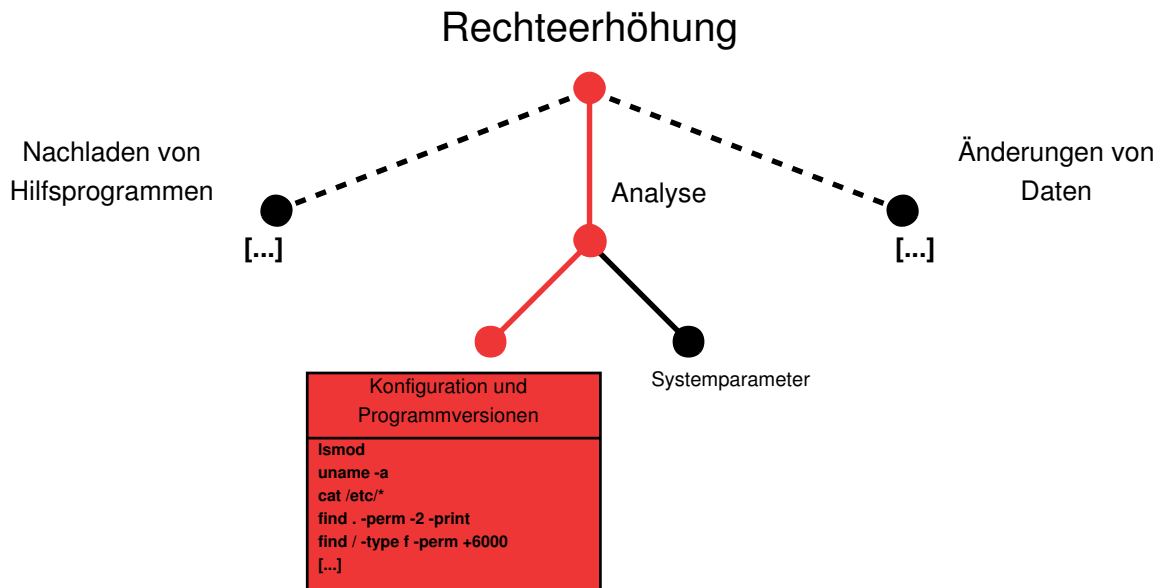 Rechteerhöhung
Nachladen von
Hilfsprogrammen
[...]
Analyse
Änderungen von
Daten
[...]
Konfiguration und
Programmversionen
lsmod
uname -a
cat /etc/*
find . -perm -2 -print
find / -type f -perm +6000
[...]
Systemparameter